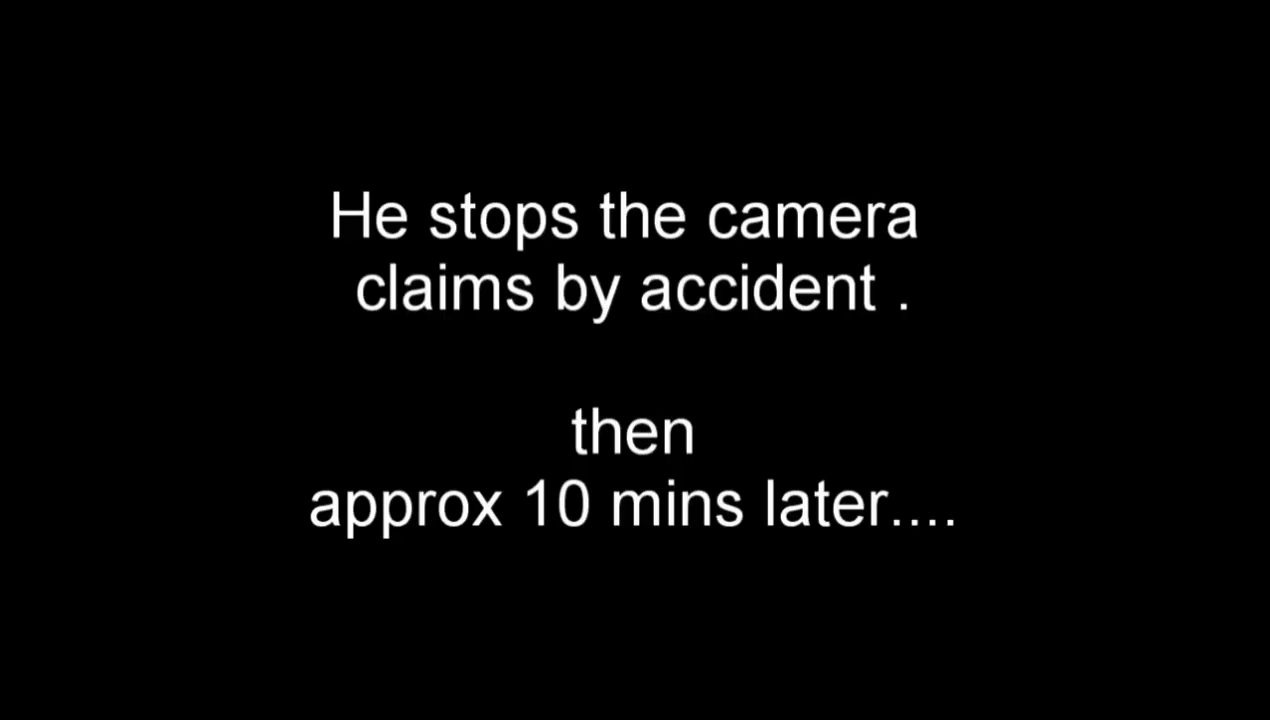 He stops the camera
claims by accident .
then
approx 10 mins later....